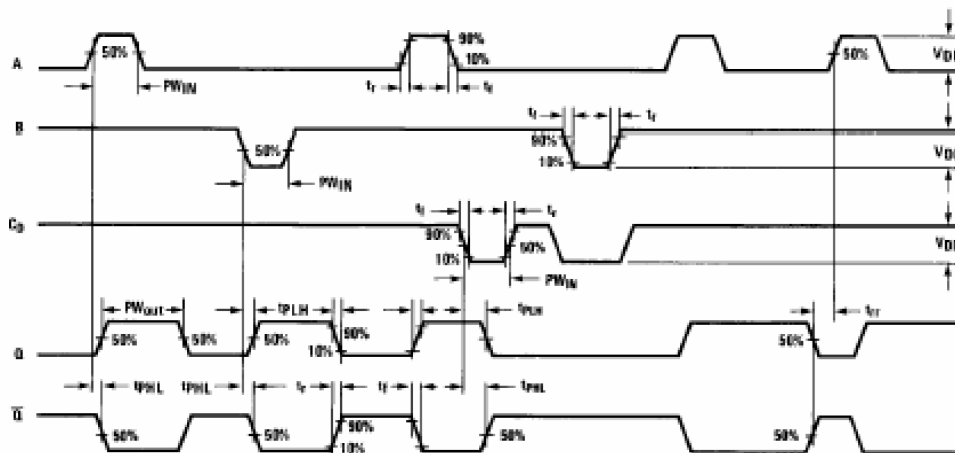 A 50% 90% 10% 50% V_DD
PW_IN t_r t_f
B 50% t_f t_r 90% 10% V_DD
PW_IN
C_D t_f t_r 90% 10% 50% V_DD
PW_IN
PW_out t_PLH t_PLH t_rr
Q 50% 50% 50% 90% 10% 50%
t_PHL t_PHL t_r t_f t_PHL
Q̅ 50% 50% 90% 10% 50% 50%